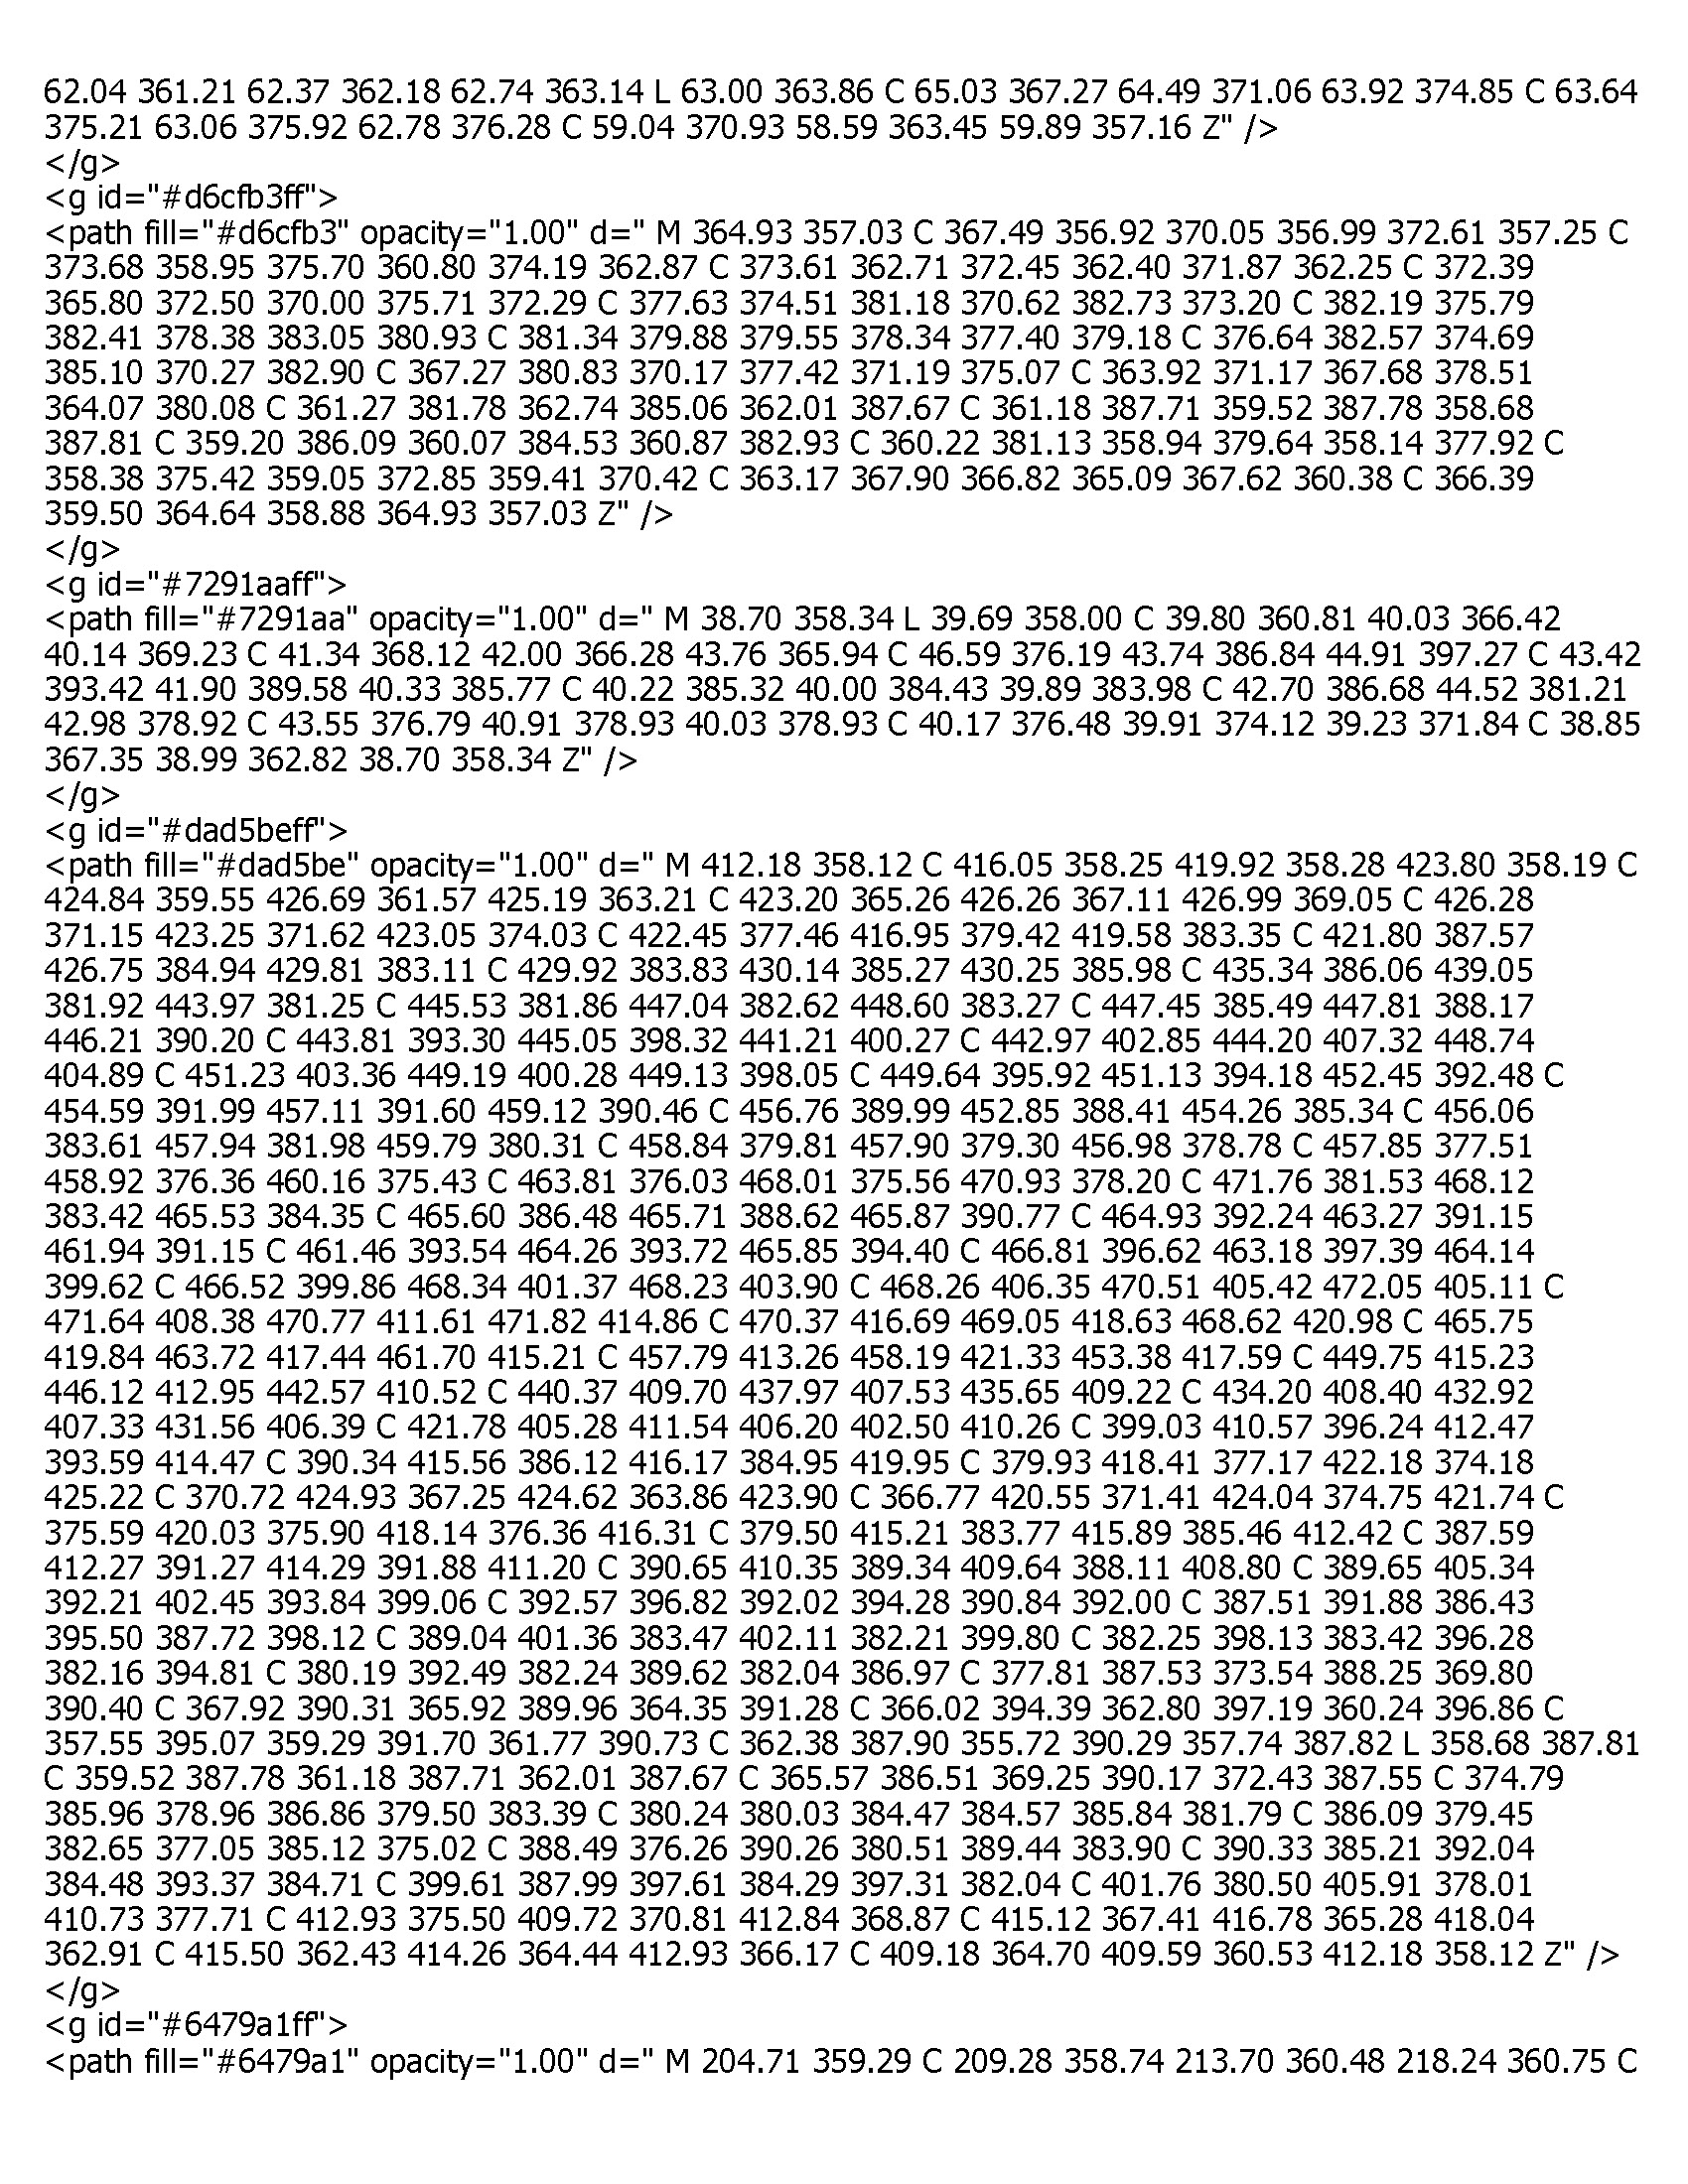 62.04 361.21 62.37 362.18 62.74 363.14 L 63.00 363.86 C 65.03 367.27 64.49 371.06 63.92 374.85 C 63.64
375.21 63.06 375.92 62.78 376.28 C 59.04 370.93 58.59 363.45 59.89 357.16 Z" />
</g>
<g id="#d6cfb3ff">
<path fill="#d6cfb3" opacity="1.00" d=" M 364.93 357.03 C 367.49 356.92 370.05 356.99 372.61 357.25 C
373.68 358.95 375.70 360.80 374.19 362.87 C 373.61 362.71 372.45 362.40 371.87 362.25 C 372.39
365.80 372.50 370.00 375.71 372.29 C 377.63 374.51 381.18 370.62 382.73 373.20 C 382.19 375.79
382.41 378.38 383.05 380.93 C 381.34 379.88 379.55 378.34 377.40 379.18 C 376.64 382.57 374.69
385.10 370.27 382.90 C 367.27 380.83 370.17 377.42 371.19 375.07 C 363.92 371.17 367.68 378.51
364.07 380.08 C 361.27 381.78 362.74 385.06 362.01 387.67 C 361.18 387.71 359.52 387.78 358.68
387.81 C 359.20 386.09 360.07 384.53 360.87 382.93 C 360.22 381.13 358.94 379.64 358.14 377.92 C
358.38 375.42 359.05 372.85 359.41 370.42 C 363.17 367.90 366.82 365.09 367.62 360.38 C 366.39
359.50 364.64 358.88 364.93 357.03 Z" />
</g>
<g id="#7291aaff">
<path fill="#7291aa" opacity="1.00" d=" M 38.70 358.34 L 39.69 358.00 C 39.80 360.81 40.03 366.42
40.14 369.23 C 41.34 368.12 42.00 366.28 43.76 365.94 C 46.59 376.19 43.74 386.84 44.91 397.27 C 43.42
393.42 41.90 389.58 40.33 385.77 C 40.22 385.32 40.00 384.43 39.89 383.98 C 42.70 386.68 44.52 381.21
42.98 378.92 C 43.55 376.79 40.91 378.93 40.03 378.93 C 40.17 376.48 39.91 374.12 39.23 371.84 C 38.85
367.35 38.99 362.82 38.70 358.34 Z" />
</g>
<g id="#dad5beff">
<path fill="#dad5be" opacity="1.00" d=" M 412.18 358.12 C 416.05 358.25 419.92 358.28 423.80 358.19 C
424.84 359.55 426.69 361.57 425.19 363.21 C 423.20 365.26 426.26 367.11 426.99 369.05 C 426.28
371.15 423.25 371.62 423.05 374.03 C 422.45 377.46 416.95 379.42 419.58 383.35 C 421.80 387.57
426.75 384.94 429.81 383.11 C 429.92 383.83 430.14 385.27 430.25 385.98 C 435.34 386.06 439.05
381.92 443.97 381.25 C 445.53 381.86 447.04 382.62 448.60 383.27 C 447.45 385.49 447.81 388.17
446.21 390.20 C 443.81 393.30 445.05 398.32 441.21 400.27 C 442.97 402.85 444.20 407.32 448.74
404.89 C 451.23 403.36 449.19 400.28 449.13 398.05 C 449.64 395.92 451.13 394.18 452.45 392.48 C
454.59 391.99 457.11 391.60 459.12 390.46 C 456.76 389.99 452.85 388.41 454.26 385.34 C 456.06
383.61 457.94 381.98 459.79 380.31 C 458.84 379.81 457.90 379.30 456.98 378.78 C 457.85 377.51
458.92 376.36 460.16 375.43 C 463.81 376.03 468.01 375.56 470.93 378.20 C 471.76 381.53 468.12
383.42 465.53 384.35 C 465.60 386.48 465.71 388.62 465.87 390.77 C 464.93 392.24 463.27 391.15
461.94 391.15 C 461.46 393.54 464.26 393.72 465.85 394.40 C 466.81 396.62 463.18 397.39 464.14
399.62 C 466.52 399.86 468.34 401.37 468.23 403.90 C 468.26 406.35 470.51 405.42 472.05 405.11 C
471.64 408.38 470.77 411.61 471.82 414.86 C 470.37 416.69 469.05 418.63 468.62 420.98 C 465.75
419.84 463.72 417.44 461.70 415.21 C 457.79 413.26 458.19 421.33 453.38 417.59 C 449.75 415.23
446.12 412.95 442.57 410.52 C 440.37 409.70 437.97 407.53 435.65 409.22 C 434.20 408.40 432.92
407.33 431.56 406.39 C 421.78 405.28 411.54 406.20 402.50 410.26 C 399.03 410.57 396.24 412.47
393.59 414.47 C 390.34 415.56 386.12 416.17 384.95 419.95 C 379.93 418.41 377.17 422.18 374.18
425.22 C 370.72 424.93 367.25 424.62 363.86 423.90 C 366.77 420.55 371.41 424.04 374.75 421.74 C
375.59 420.03 375.90 418.14 376.36 416.31 C 379.50 415.21 383.77 415.89 385.46 412.42 C 387.59
412.27 391.27 414.29 391.88 411.20 C 390.65 410.35 389.34 409.64 388.11 408.80 C 389.65 405.34
392.21 402.45 393.84 399.06 C 392.57 396.82 392.02 394.28 390.84 392.00 C 387.51 391.88 386.43
395.50 387.72 398.12 C 389.04 401.36 383.47 402.11 382.21 399.80 C 382.25 398.13 383.42 396.28
382.16 394.81 C 380.19 392.49 382.24 389.62 382.04 386.97 C 377.81 387.53 373.54 388.25 369.80
390.40 C 367.92 390.31 365.92 389.96 364.35 391.28 C 366.02 394.39 362.80 397.19 360.24 396.86 C
357.55 395.07 359.29 391.70 361.77 390.73 C 362.38 387.90 355.72 390.29 357.74 387.82 L 358.68 387.81
C 359.52 387.78 361.18 387.71 362.01 387.67 C 365.57 386.51 369.25 390.17 372.43 387.55 C 374.79
385.96 378.96 386.86 379.50 383.39 C 380.24 380.03 384.47 384.57 385.84 381.79 C 386.09 379.45
382.65 377.05 385.12 375.02 C 388.49 376.26 390.26 380.51 389.44 383.90 C 390.33 385.21 392.04
384.48 393.37 384.71 C 399.61 387.99 397.61 384.29 397.31 382.04 C 401.76 380.50 405.91 378.01
410.73 377.71 C 412.93 375.50 409.72 370.81 412.84 368.87 C 415.12 367.41 416.78 365.28 418.04
362.91 C 415.50 362.43 414.26 364.44 412.93 366.17 C 409.18 364.70 409.59 360.53 412.18 358.12 Z" />
</g>
<g id="#6479a1ff">
<path fill="#6479a1" opacity="1.00" d=" M 204.71 359.29 C 209.28 358.74 213.70 360.48 218.24 360.75 C